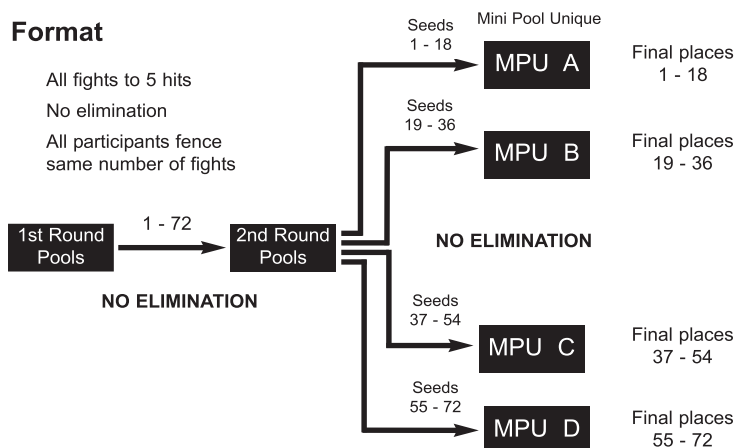 Format
All fights to 5 hits
No elimination
All participants fence
same number of fights
1st Round
Pools
1 - 72
2nd Round
Pools
NO ELIMINATION
Mini Pool Unique
Seeds
1 - 18
MPU A
Final places
1 - 18
Seeds
19 - 36
MPU B
Final places
19 - 36
NO ELIMINATION
Seeds
37 - 54
MPU C
Final places
37 - 54
Seeds
55 - 72
MPU D
Final places
55 - 72